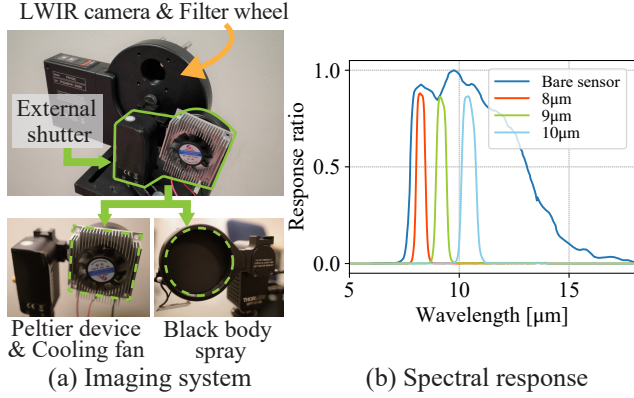 LWIR camera & Filter wheel
External
shutter
Peltier device
& Cooling fan
Black body
spray
(a) Imaging system
Response ratio
1.0
0.5
0.0
Bare sensor
8μm
9μm
10μm
5
10
15
Wavelength [μm]
(b) Spectral response